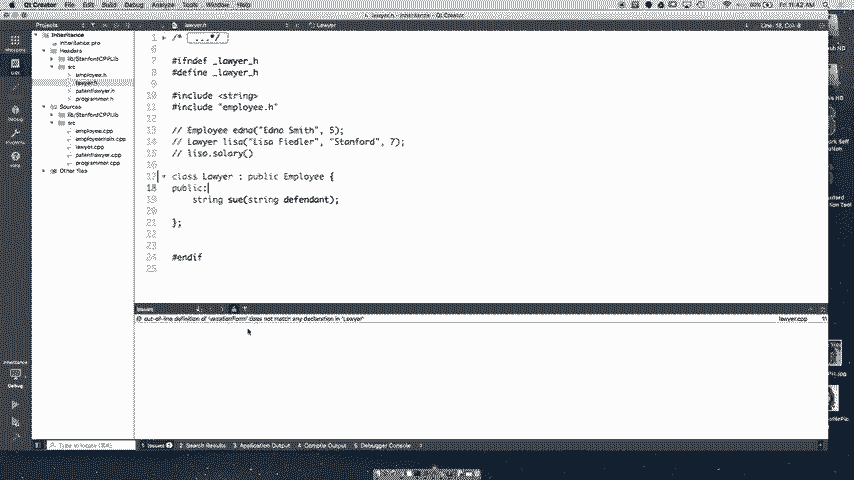 Qt Creator File Edit Build Debug Analyze Tools Window Help
Fri 11:42 AM
lawyer.h - inheritance - Qt Creator
Projects
lawyer.h
Lawyer
Line: 18, Col: 8
Inheritance
inheritance.pro
Headers
lib/StanfordCPPLib
src
employee.h
lawyer.h
patentlawyer.h
programmer.h
Sources
lib/StanfordCPPLib
src
employee.cpp
employeemain.cpp
lawyer.cpp
patentlawyer.cpp
programmer.cpp
Other files
1 /* ...*/
6
7 #ifndef _lawyer_h
8 #define _lawyer_h
9
10 #include <string>
11 #include "employee.h"
12
13 // Employee edna("Edna Smith", 5);
14 // Lawyer lisa("Lisa Fiedler", "Stanford", 7);
15 // lisa.salary()
16
17 class Lawyer : public Employee {
18 public:
19 string sue(string defendant);
20
21 };
22
23
24 #endif
25
Issues
out-of-line definition of 'vacationForm' does not match any declaration in 'Lawyer'
lawyer.cpp 11
Inheritance
Debug
Type to locate (⌘K)
1 Issues 2 Search Results 3 Application Output 4 Compile Output 5 Debugger Console